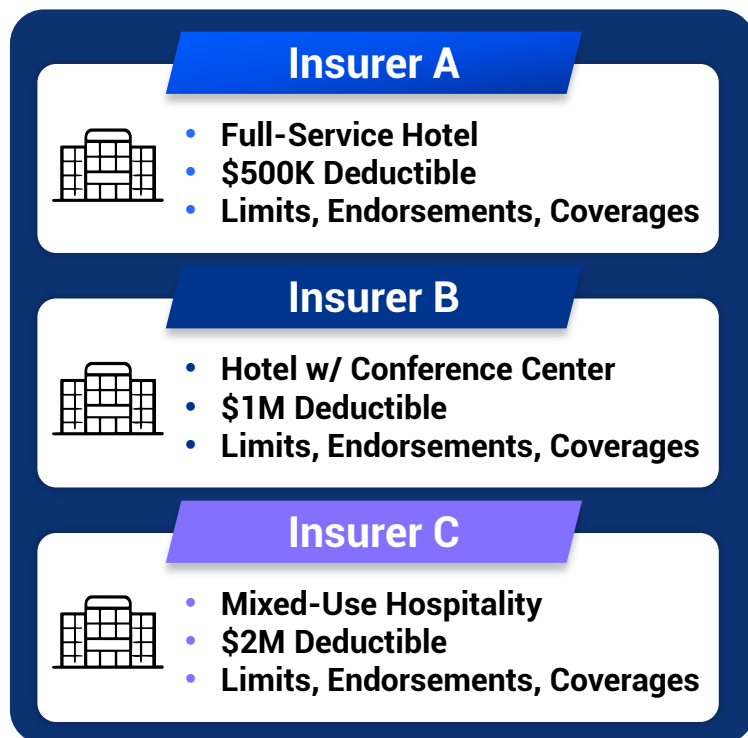 Insurer A
• Full-Service Hotel
• $500K Deductible
• Limits, Endorsements, Coverages
Insurer B
• Hotel w/ Conference Center
• $1M Deductible
• Limits, Endorsements, Coverages
Insurer C
• Mixed-Use Hospitality
• $2M Deductible
• Limits, Endorsements, Coverages